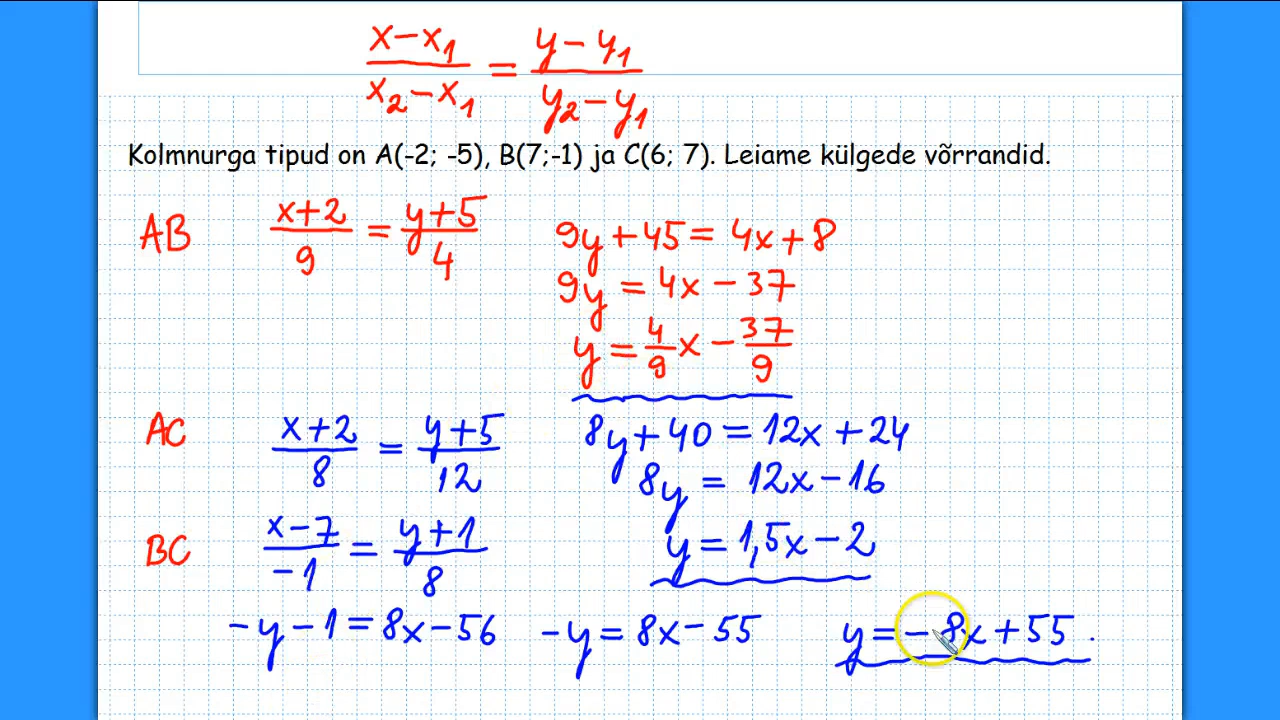 (x-x₁)/(x₂-x₁) = (y-y₁)/(y₂-y₁)
Kolmnurga tipud on A(-2; -5), B(7;-1) ja C(6; 7). Leiame külgede võrrandid.
AB (x+2)/9 = (y+5)/4 9y+45 = 4x+8
9y = 4x - 37
y = 4/9 x - 37/9
AC (x+2)/8 = (y+5)/12 8y+40 = 12x+24
8y = 12x-16
y = 1,5x-2
BC (x-7)/-1 = (y+1)/8
-y-1 = 8x-56 -y = 8x-55 y = -8x+55.